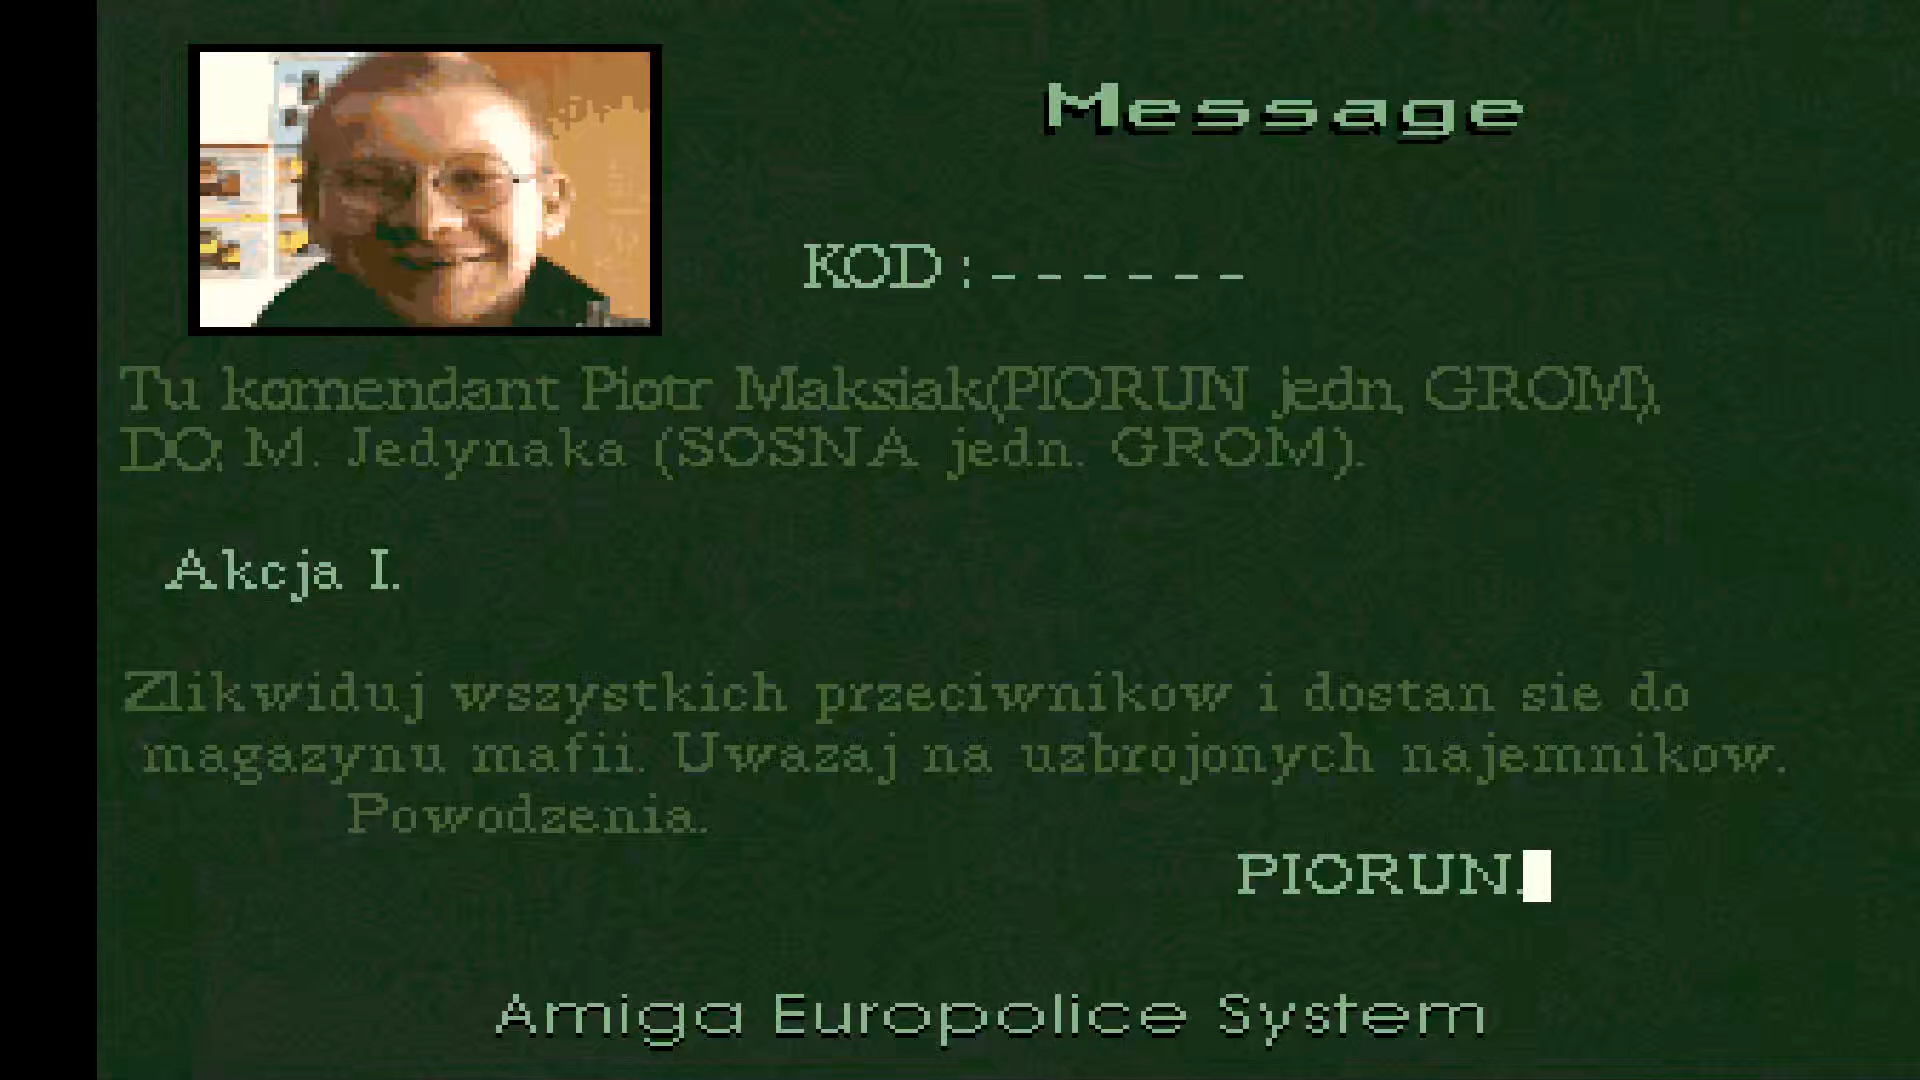 Message
KOD:------
Tu komendant Piotr Maksiak(PIORUN jedn. GROM),
DO: M. Jedynaka (SOSNA jedn. GROM).
Akcja I.
Zlikwiduj wszystkich przeciwnikow i dostan sie do
magazynu mafii. Uwazaj na uzbrojonych najemnikow.
Powodzenia.
PIORUN.
Amiga Europolice System